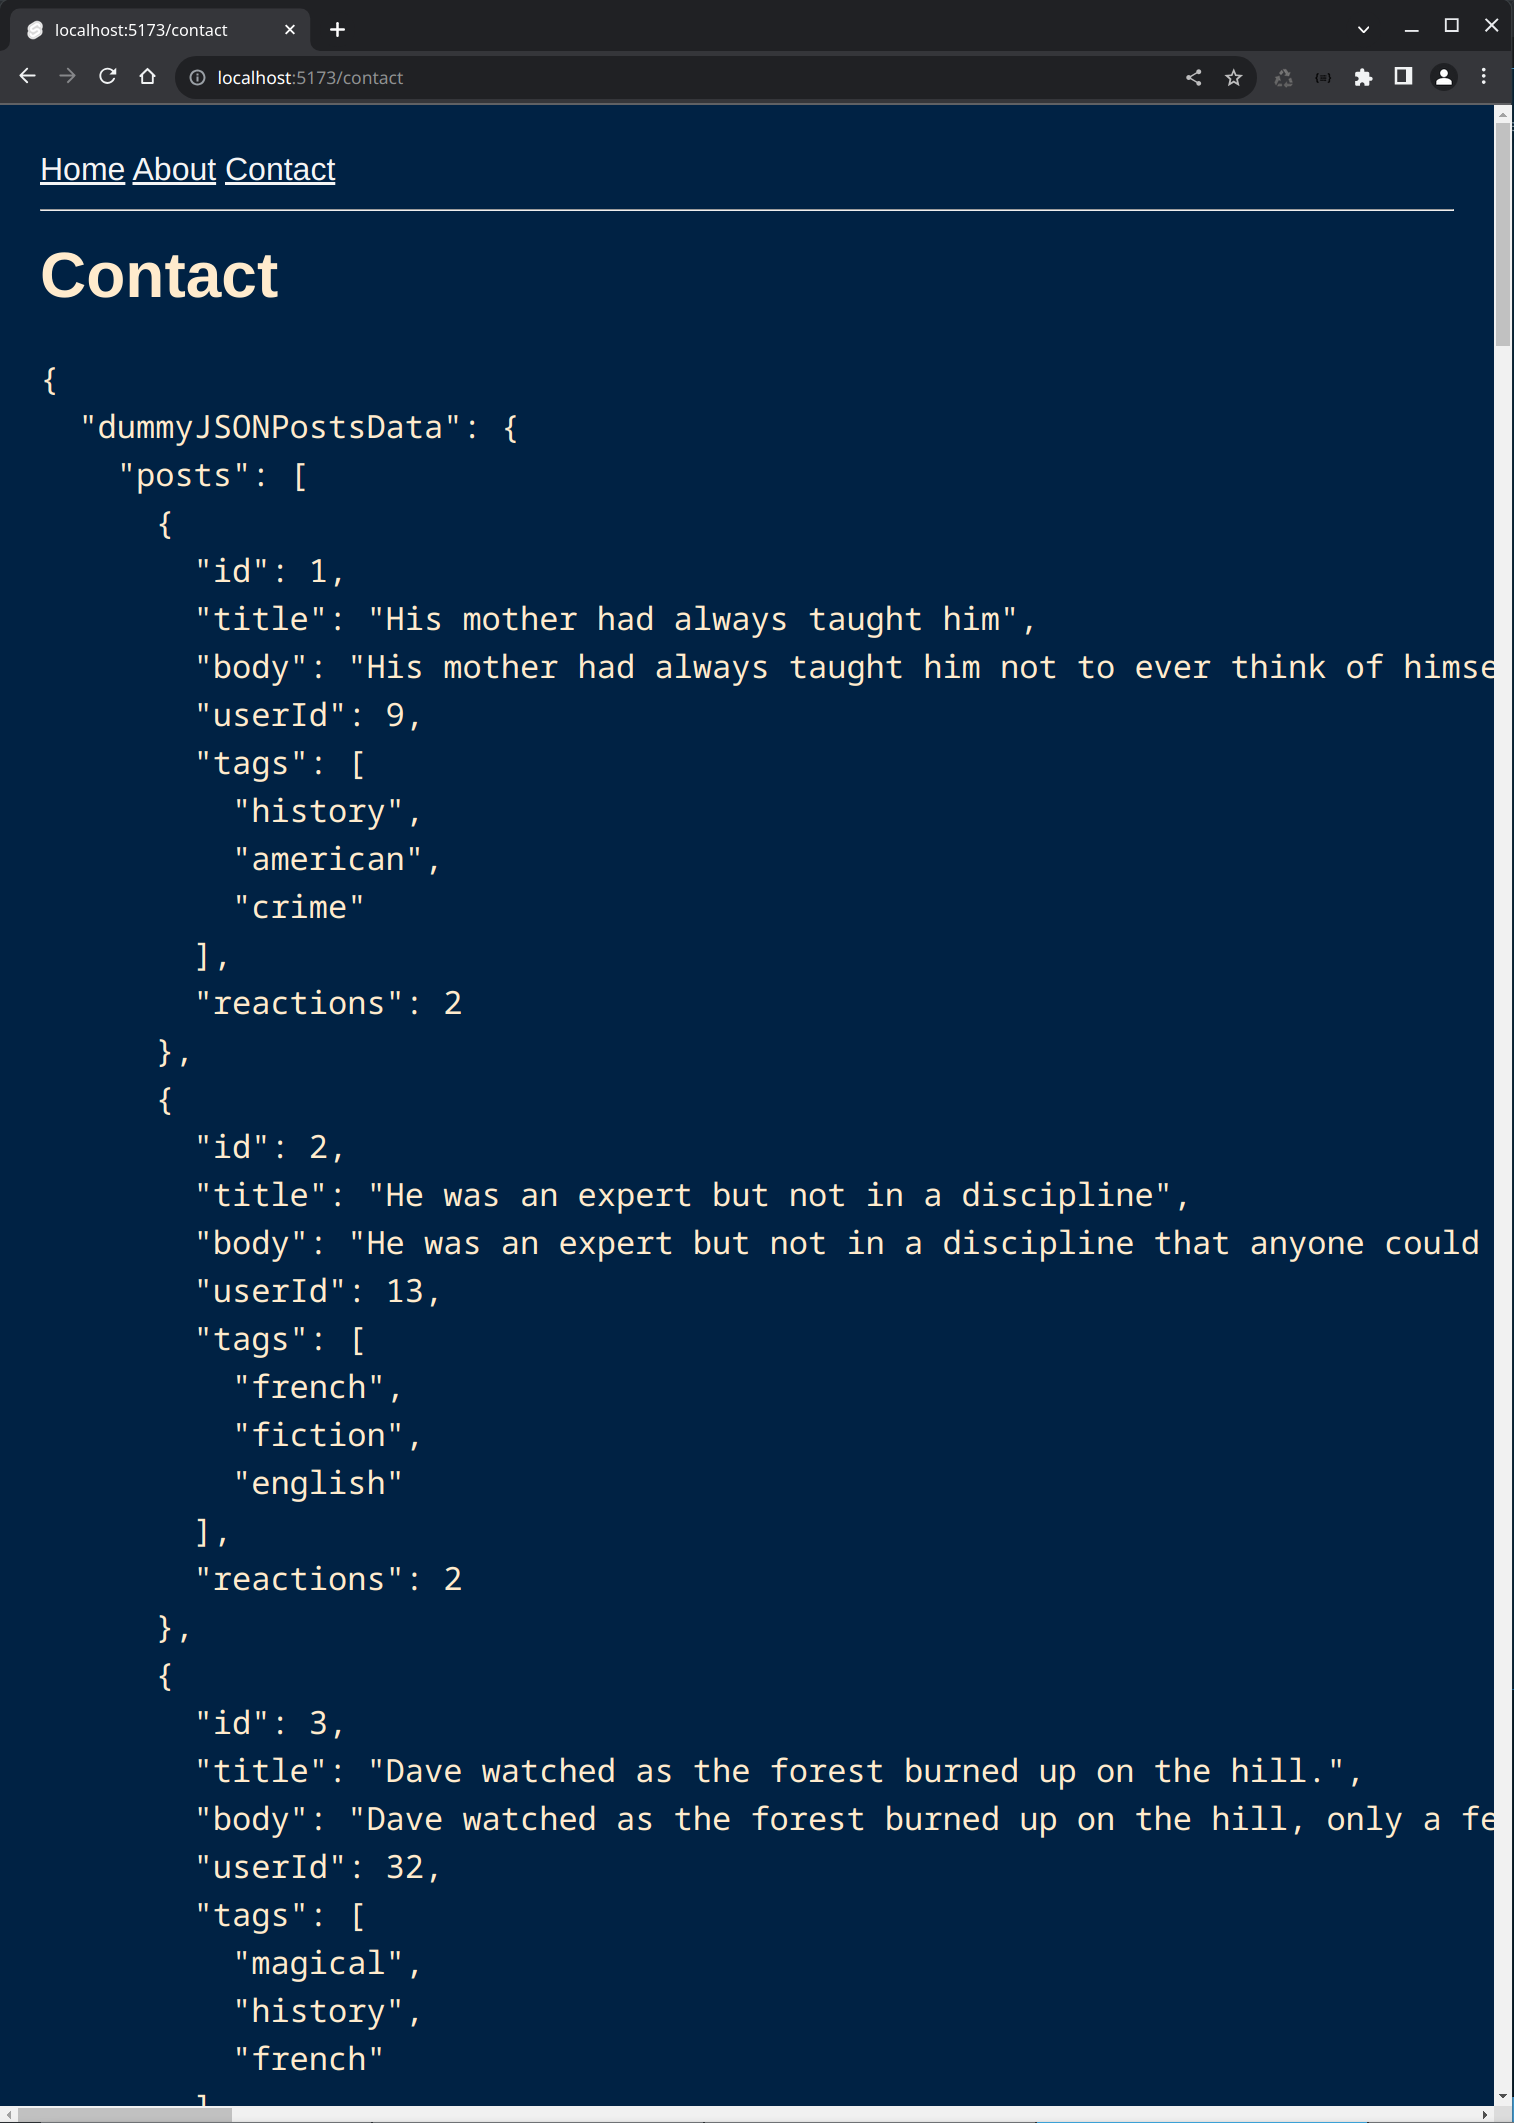 localhost:5173/contact
localhost:5173/contact
Home About Contact
Contact
{
"dummyJSONPostsData": {
"posts": [
{
"id": 1,
"title": "His mother had always taught him",
"body": "His mother had always taught him not to ever think of himse
"userId": 9,
"tags": [
"history",
"american",
"crime"
],
"reactions": 2
},
{
"id": 2,
"title": "He was an expert but not in a discipline",
"body": "He was an expert but not in a discipline that anyone could
"userId": 13,
"tags": [
"french",
"fiction",
"english"
],
"reactions": 2
},
{
"id": 3,
"title": "Dave watched as the forest burned up on the hill.",
"body": "Dave watched as the forest burned up on the hill, only a fe
"userId": 32,
"tags": [
"magical",
"history",
"french"
]